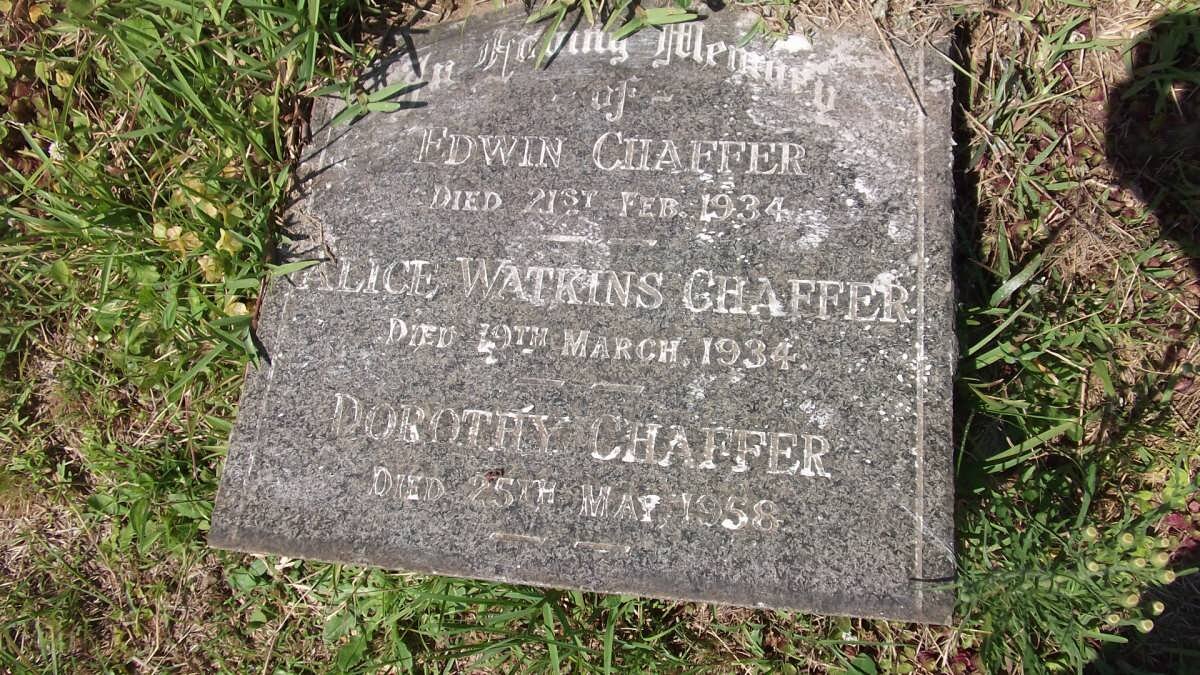 In Loving Memory
- of -
EDWIN CHAFFER
DIED 21ST FEB. 1934
ALICE WATKINS CHAFFER
DIED 19TH MARCH, 1934.
DOROTHY CHAFFER
DIED 25TH MAY, 1958